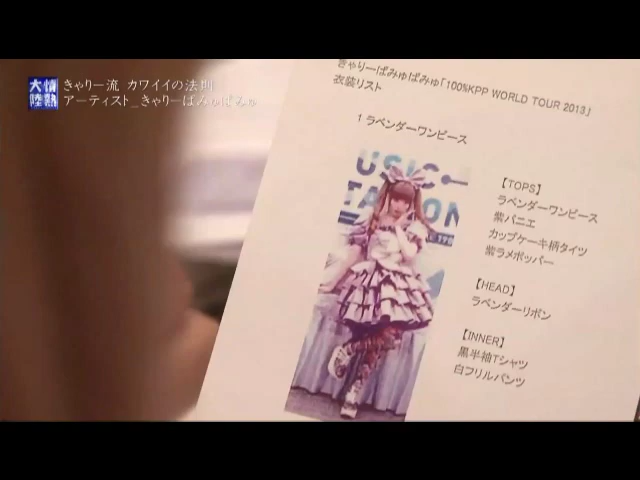 情熱大陸
きゃりー流 カワイイの法則
アーティスト_きゃりーぱみゅぱみゅ
きゃりーぱみゅぱみゅ「100%KPP WORLD TOUR 2013」
衣装リスト
1 ラベンダーワンピース
USIC
TATION
【TOPS】
ラベンダーワンピース
紫パニエ
カップケーキ柄タイツ
紫ラメポッパー
【HEAD】
ラベンダーリボン
【INNER】
黒半袖Tシャツ
白フリルパンツ